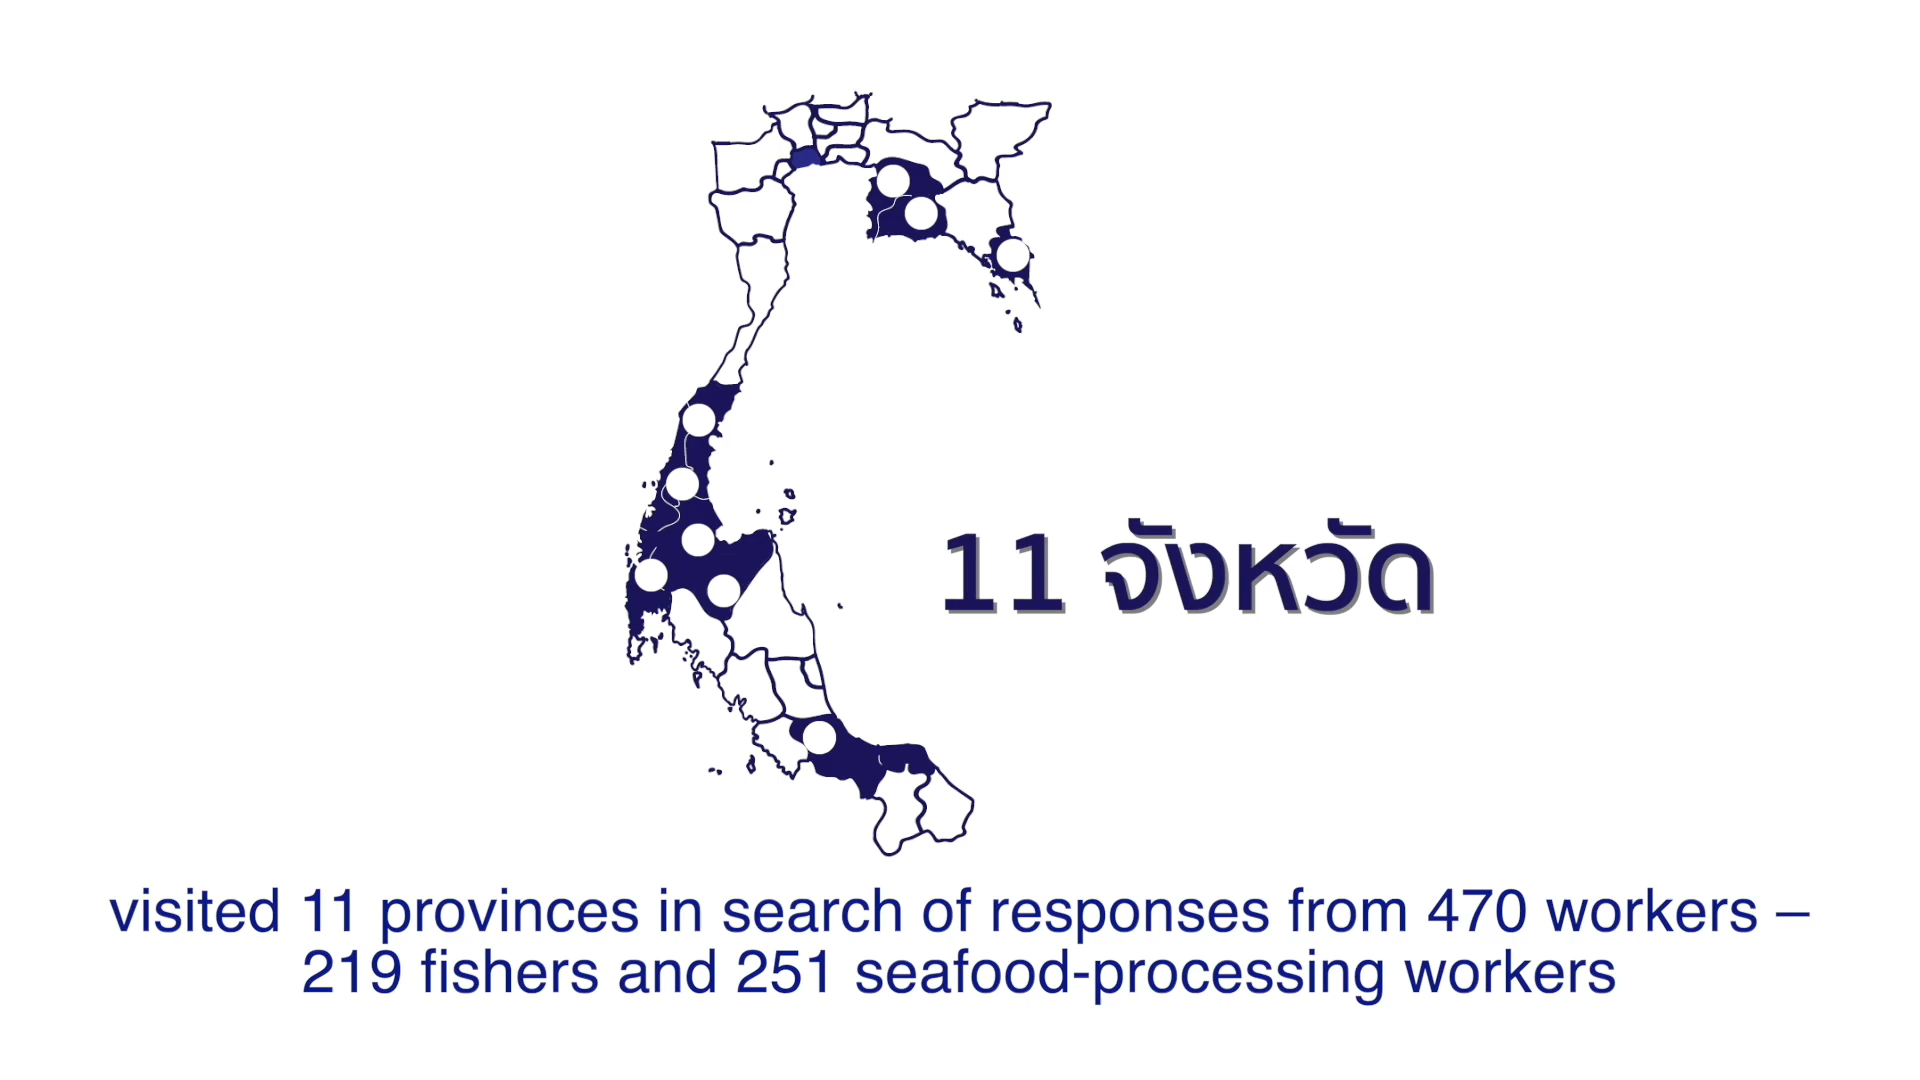 11 จังหวัด
visited 11 provinces in search of responses from 470 workers –
219 fishers and 251 seafood-processing workers